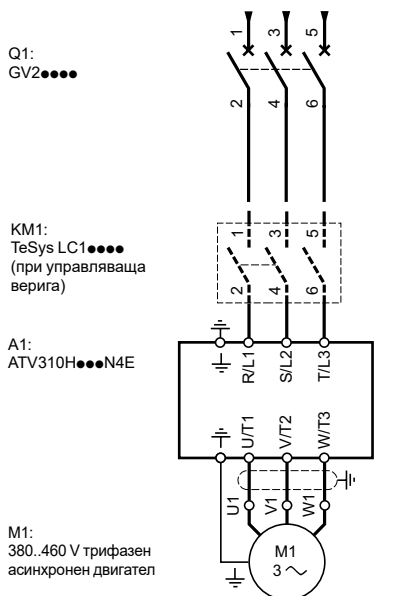 1 3 5
Q1:
GV2●●●●
2 4 6
KM1:
TeSys LC1●●●●
(при управляваща
верига)
1 3 5
2 4 6
A1:
ATV310H●●●N4E
R/L1 S/L2 T/L3
U/T1 V/T2 W/T3
U1 V1 W1
M1:
380..460 V трифазен
асинхронен двигател
M1
3